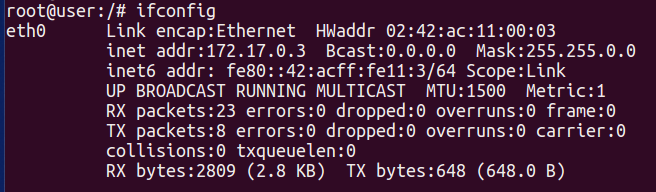 root@user:/# ifconfig
eth0      Link encap:Ethernet  HWaddr 02:42:ac:11:00:03
          inet addr:172.17.0.3  Bcast:0.0.0.0  Mask:255.255.0.0
          inet6 addr: fe80::42:acff:fe11:3/64 Scope:Link
          UP BROADCAST RUNNING MULTICAST  MTU:1500  Metric:1
          RX packets:23 errors:0 dropped:0 overruns:0 frame:0
          TX packets:8 errors:0 dropped:0 overruns:0 carrier:0
          collisions:0 txqueuelen:0
          RX bytes:2809 (2.8 KB)  TX bytes:648 (648.0 B)